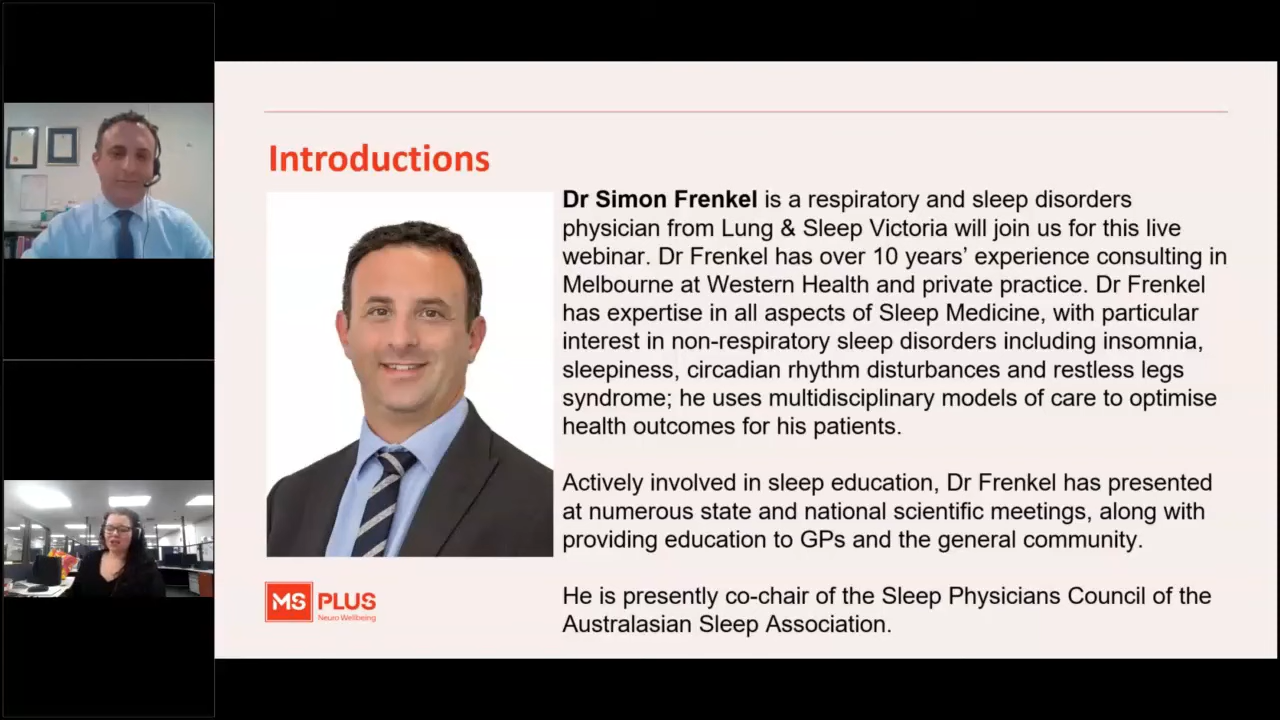 Introductions
Dr Simon Frenkel is a respiratory and sleep disorders
physician from Lung & Sleep Victoria will join us for this live
webinar. Dr Frenkel has over 10 years’ experience consulting in
Melbourne at Western Health and private practice. Dr Frenkel
has expertise in all aspects of Sleep Medicine, with particular
interest in non-respiratory sleep disorders including insomnia,
sleepiness, circadian rhythm disturbances and restless legs
syndrome; he uses multidisciplinary models of care to optimise
health outcomes for his patients.
Actively involved in sleep education, Dr Frenkel has presented
at numerous state and national scientific meetings, along with
providing education to GPs and the general community.
He is presently co-chair of the Sleep Physicians Council of the
Australasian Sleep Association.
MS PLUS
Neuro Wellbeing